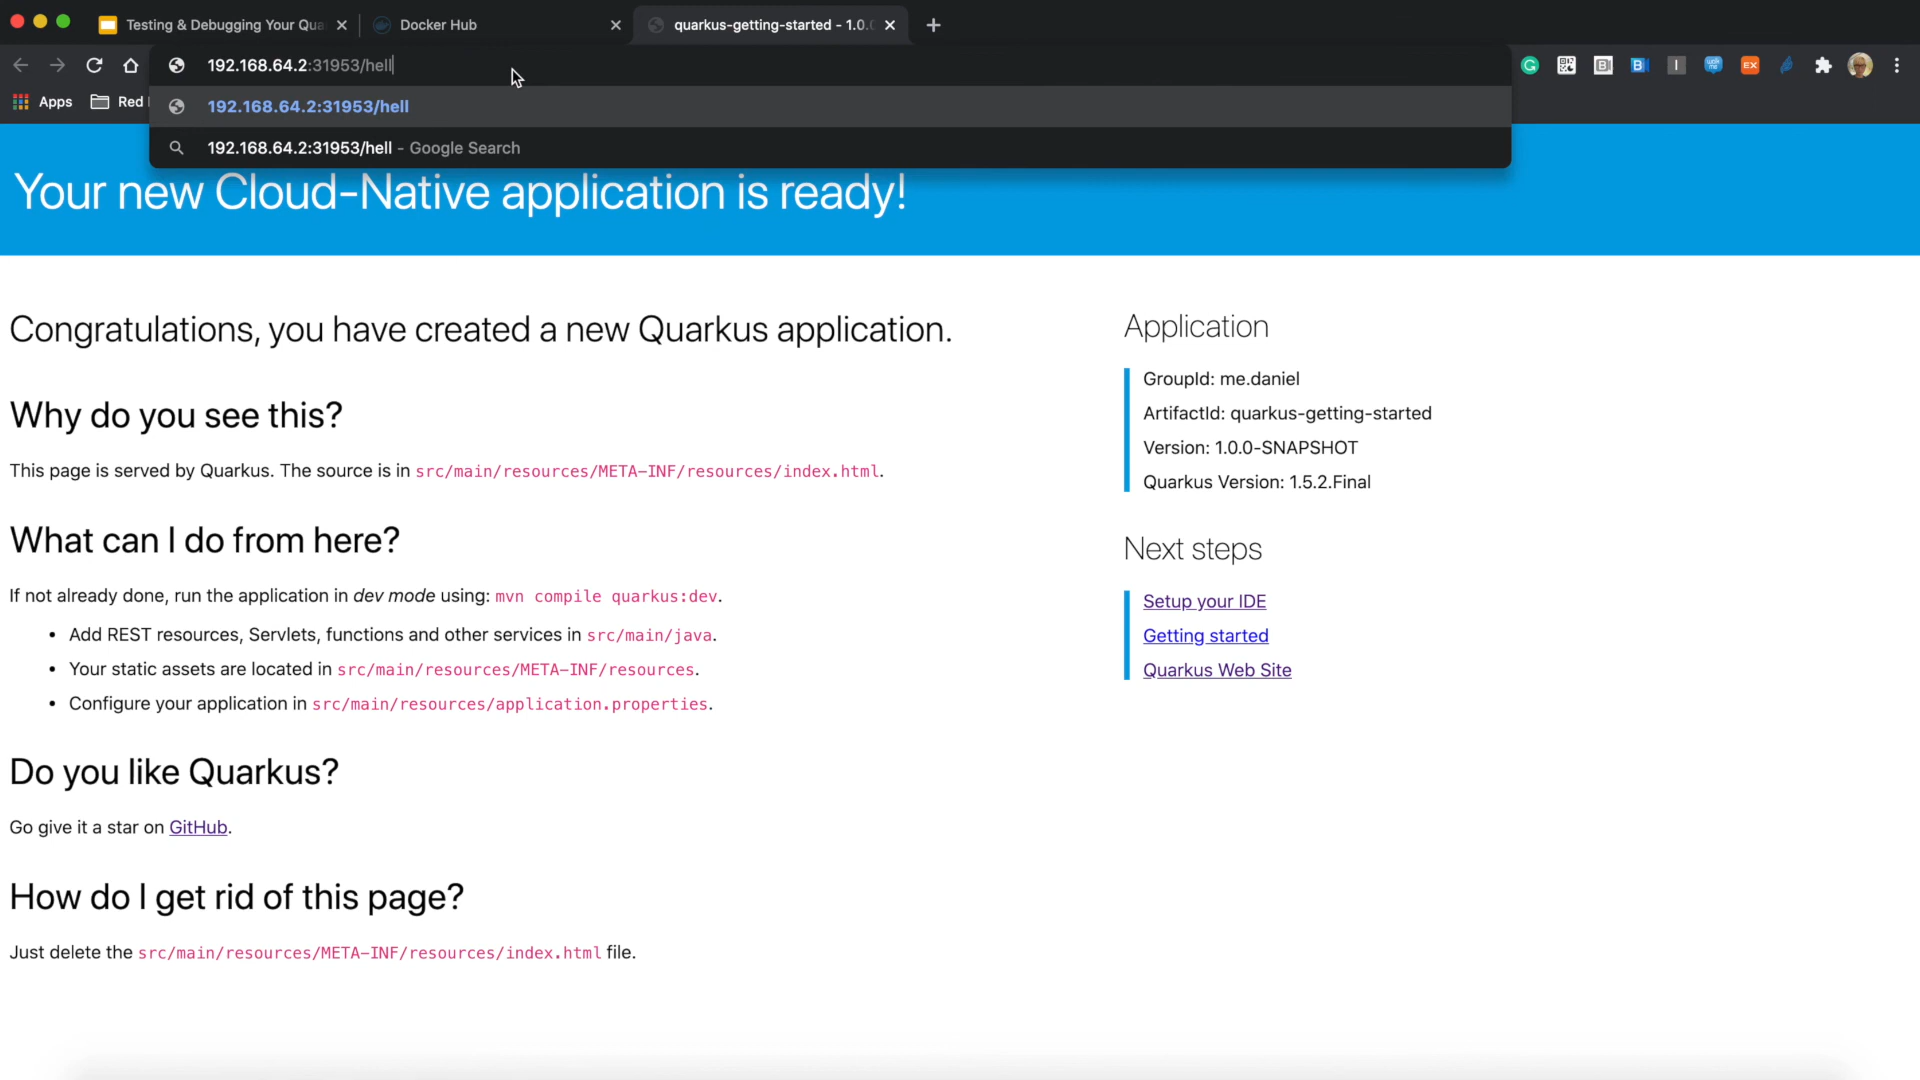 Testing & Debugging Your Qua
Docker Hub
quarkus-getting-started - 1.0.0
192.168.64.2:31953/hell
Apps
Red
192.168.64.2:31953/hell
192.168.64.2:31953/hell - Google Search
Your new Cloud-Native application is ready!
Congratulations, you have created a new Quarkus application.
Why do you see this?
This page is served by Quarkus. The source is in src/main/resources/META-INF/resources/index.html.
What can I do from here?
If not already done, run the application in dev mode using: mvn compile quarkus:dev.
• Add REST resources, Servlets, functions and other services in src/main/java.
• Your static assets are located in src/main/resources/META-INF/resources.
• Configure your application in src/main/resources/application.properties.
Do you like Quarkus?
Go give it a star on GitHub.
How do I get rid of this page?
Just delete the src/main/resources/META-INF/resources/index.html file.
Application
GroupId: me.daniel
ArtifactId: quarkus-getting-started
Version: 1.0.0-SNAPSHOT
Quarkus Version: 1.5.2.Final
Next steps
Setup your IDE
Getting started
Quarkus Web Site